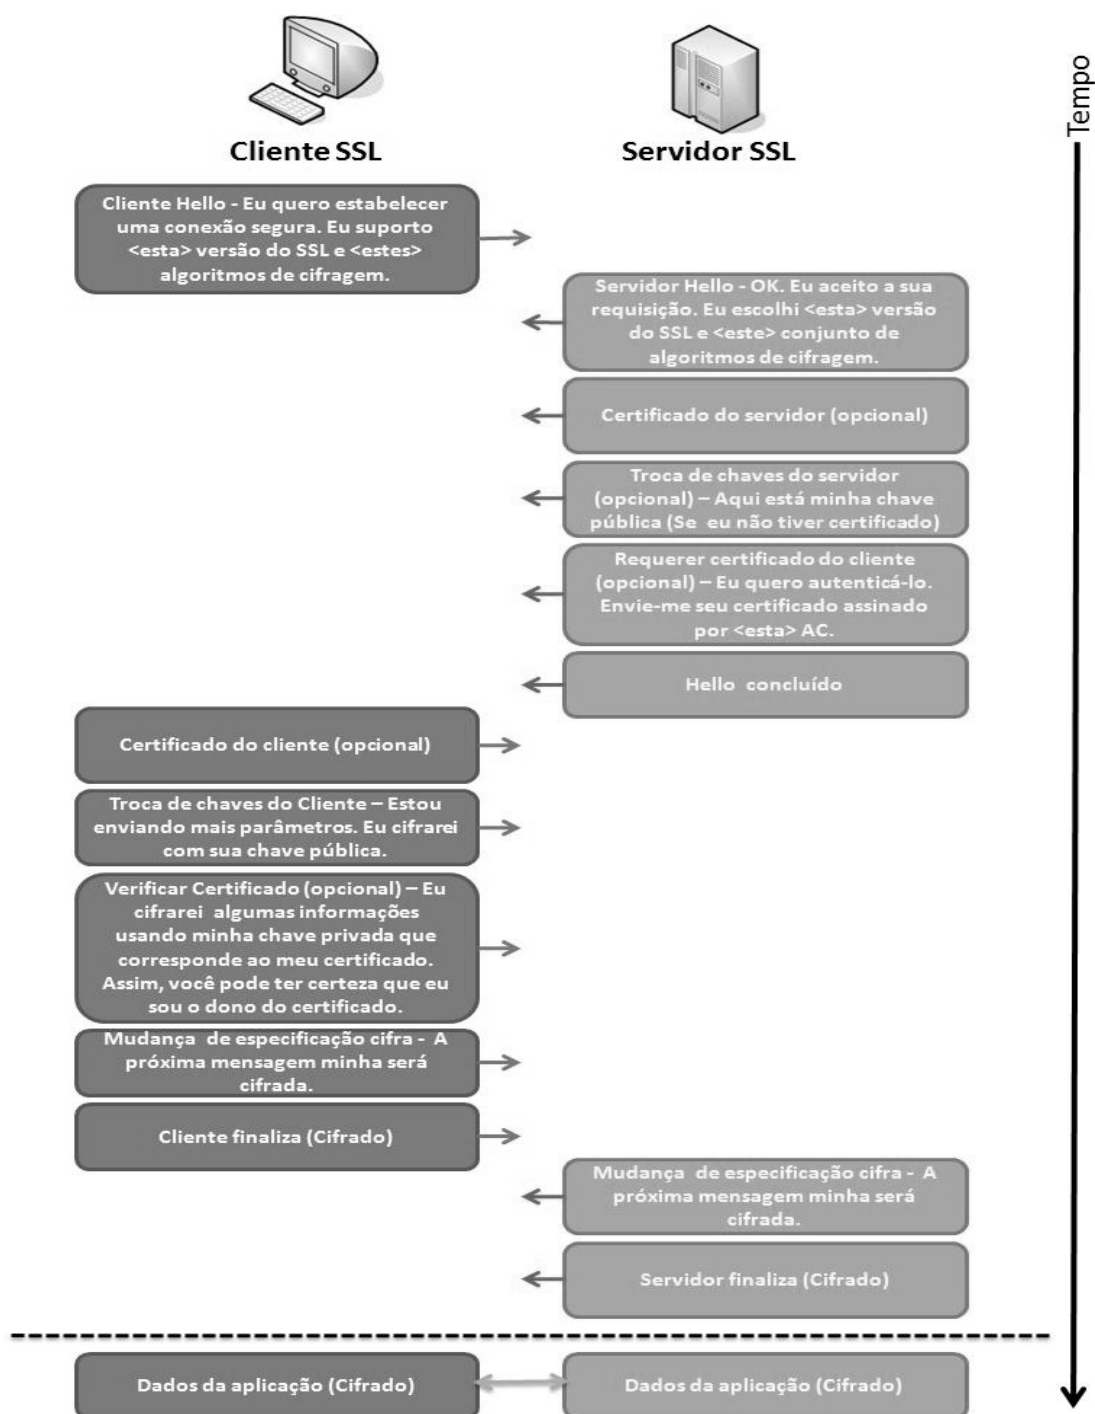 Cliente SSL
Servidor SSL
Tempo
Cliente Hello - Eu quero estabelecer
uma conexão segura. Eu suporto
<esta> versão do SSL e <estes>
algoritmos de cifragem.
Servidor Hello - OK. Eu aceito a sua
requisição. Eu escolhi <esta> versão
do SSL e <este> conjunto de
algoritmos de cifragem.
Certificado do servidor (opcional)
Troca de chaves do servidor
(opcional) – Aqui está minha chave
pública (Se eu não tiver certificado)
Requerer certificado do cliente
(opcional) – Eu quero autenticá-lo.
Envie-me seu certificado assinado
por <esta> AC.
Hello concluído
Certificado do cliente (opcional)
Troca de chaves do Cliente – Estou
enviando mais parâmetros. Eu cifrarei
com sua chave pública.
Verificar Certificado (opcional) – Eu
cifrarei algumas informações
usando minha chave privada que
corresponde ao meu certificado.
Assim, você pode ter certeza que eu
sou o dono do certificado.
Mudança de especificação cifra - A
próxima mensagem minha será
cifrada.
Cliente finaliza (Cifrado)
Mudança de especificação cifra - A
próxima mensagem minha será
cifrada.
Servidor finaliza (Cifrado)
Dados da aplicação (Cifrado)
Dados da aplicação (Cifrado)